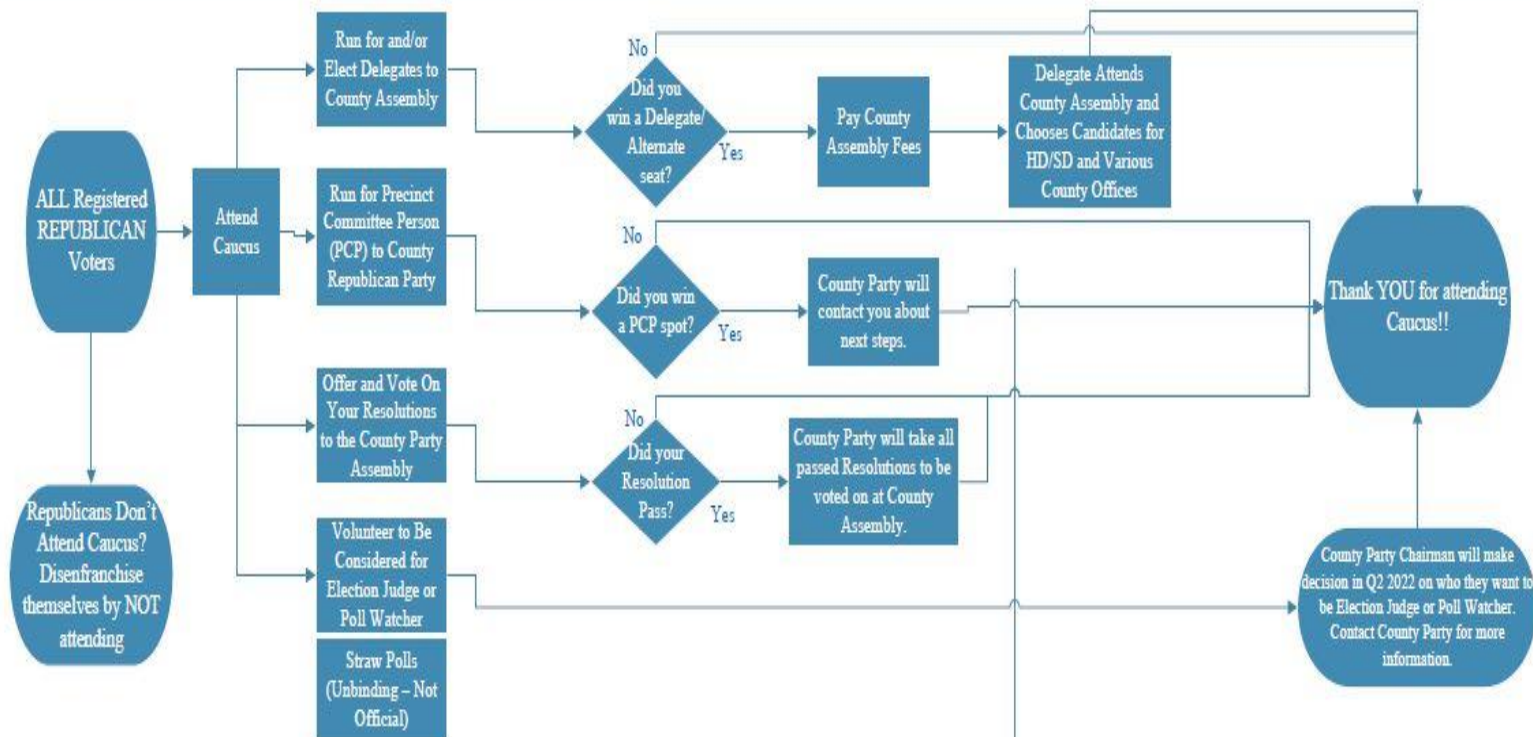 ALL Registered
REPUBLICAN
Voters
Republicans Don't
Attend Caucus?
Disenfranchise
themselves by NOT
attending
Attend
Caucus
Run for and/or
Elect Delegates to
County Assembly
Did you
win a Delegate/
Alternate
seat?
No
Yes
Pay County
Assembly Fees
Delegate Attends
County Assembly and
Chooses Candidates for
HD/SD and Various
County Offices
Run for Precinct
Committee Person
(PCP) to County
Republican Party
Did you win
a PCP spot?
No
Yes
County Party will
contact you about
next steps.
Offer and Vote On
Your Resolutions
to the County Party
Assembly
Did your
Resolution
Pass?
No
Yes
County Party will take all
passed Resolutions to be
voted on at County
Assembly.
Volunteer to Be
Considered for
Election Judge or
Poll Watcher
Straw Polls
(Unbinding – Not
Official)
Thank YOU for attending
Caucus!!
County Party Chairman will make
decision in Q2 2022 on who they want to
be Election Judge or Poll Watcher.
Contact County Party for more
information.